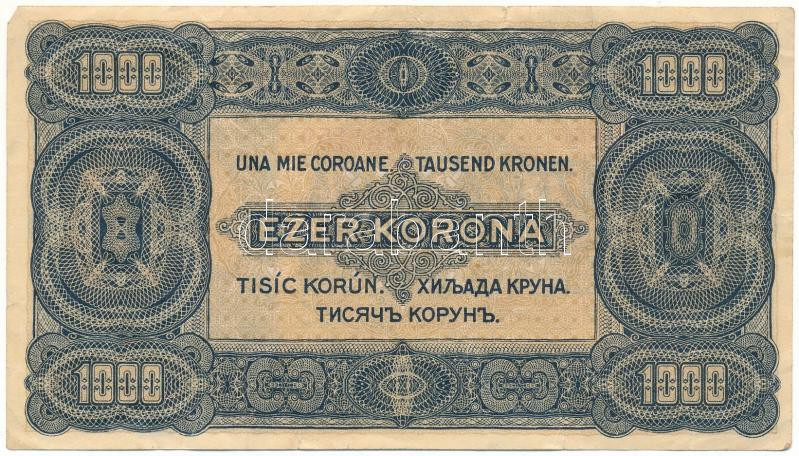 1000 1000
UNA MIE COROANE. TAUSEND KRONEN.
EZER KORONA
TISÍC KORÚN. ХИЉАДА КРУНА.
ТИСЯЧЪ КОРУНЪ.
1000 1000